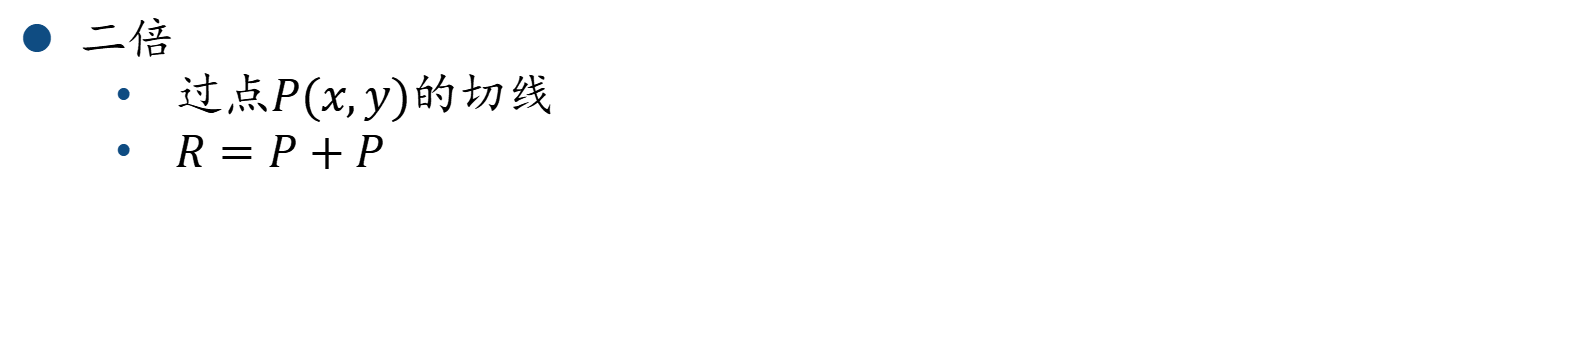 ● 二倍
• 过点P(x, y)的切线
• R = P + P